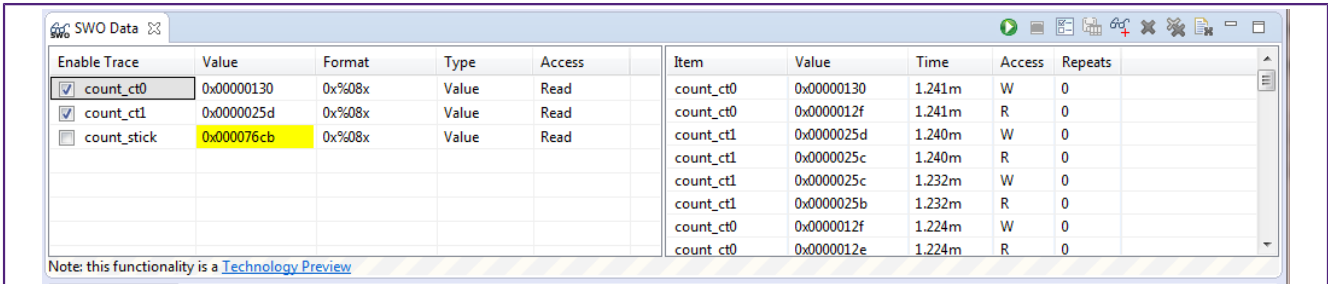 SWO SWO Data
Enable Trace Value Format Type Access Item Value Time Access Repeats
count_ct0 0x00000130 0x%08x Value Read count_ct0 0x00000130 1.241m W 0
count_ct1 0x0000025d 0x%08x Value Read count_ct0 0x0000012f 1.241m R 0
count_stick 0x000076cb 0x%08x Value Read count_ct1 0x0000025d 1.240m W 0
count_ct1 0x0000025c 1.240m R 0
count_ct1 0x0000025c 1.232m W 0
count_ct1 0x0000025b 1.232m R 0
count_ct0 0x0000012f 1.224m W 0
count_ct0 0x0000012e 1.224m R 0
Note: this functionality is a Technology Preview